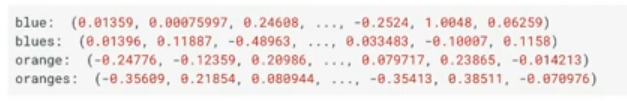 blue: (0.01359, 0.00075997, 0.24608, ..., -0.2524, 1.0048, 0.06259)
blues: (0.01396, 0.11887, -0.48963, ..., 0.033483, -0.10007, 0.1158)
orange: (-0.24776, -0.12359, 0.20986, ..., 0.079717, 0.23865, -0.014213)
oranges: (-0.35609, 0.21854, 0.080944, ..., -0.35413, 0.38511, -0.070976)